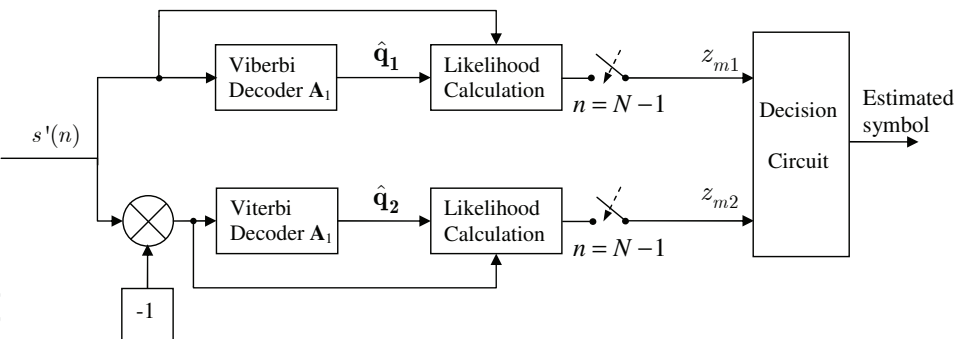 Viberbi
Decoder A₁
q̂₁
Likelihood
Calculation
n = N − 1
zₘ₁
Decision
Circuit
Estimated
symbol
s'(n)
Viterbi
Decoder A₁
q̂₂
Likelihood
Calculation
n = N − 1
zₘ₂
-1